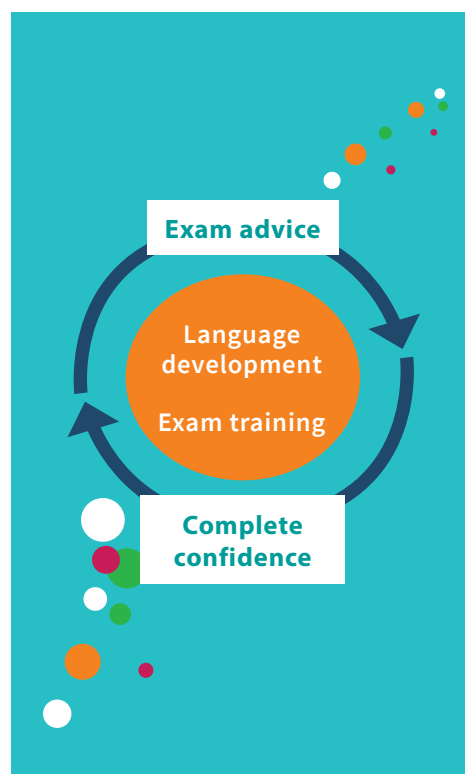 Exam advice
Language
development
Exam training
Complete
confidence